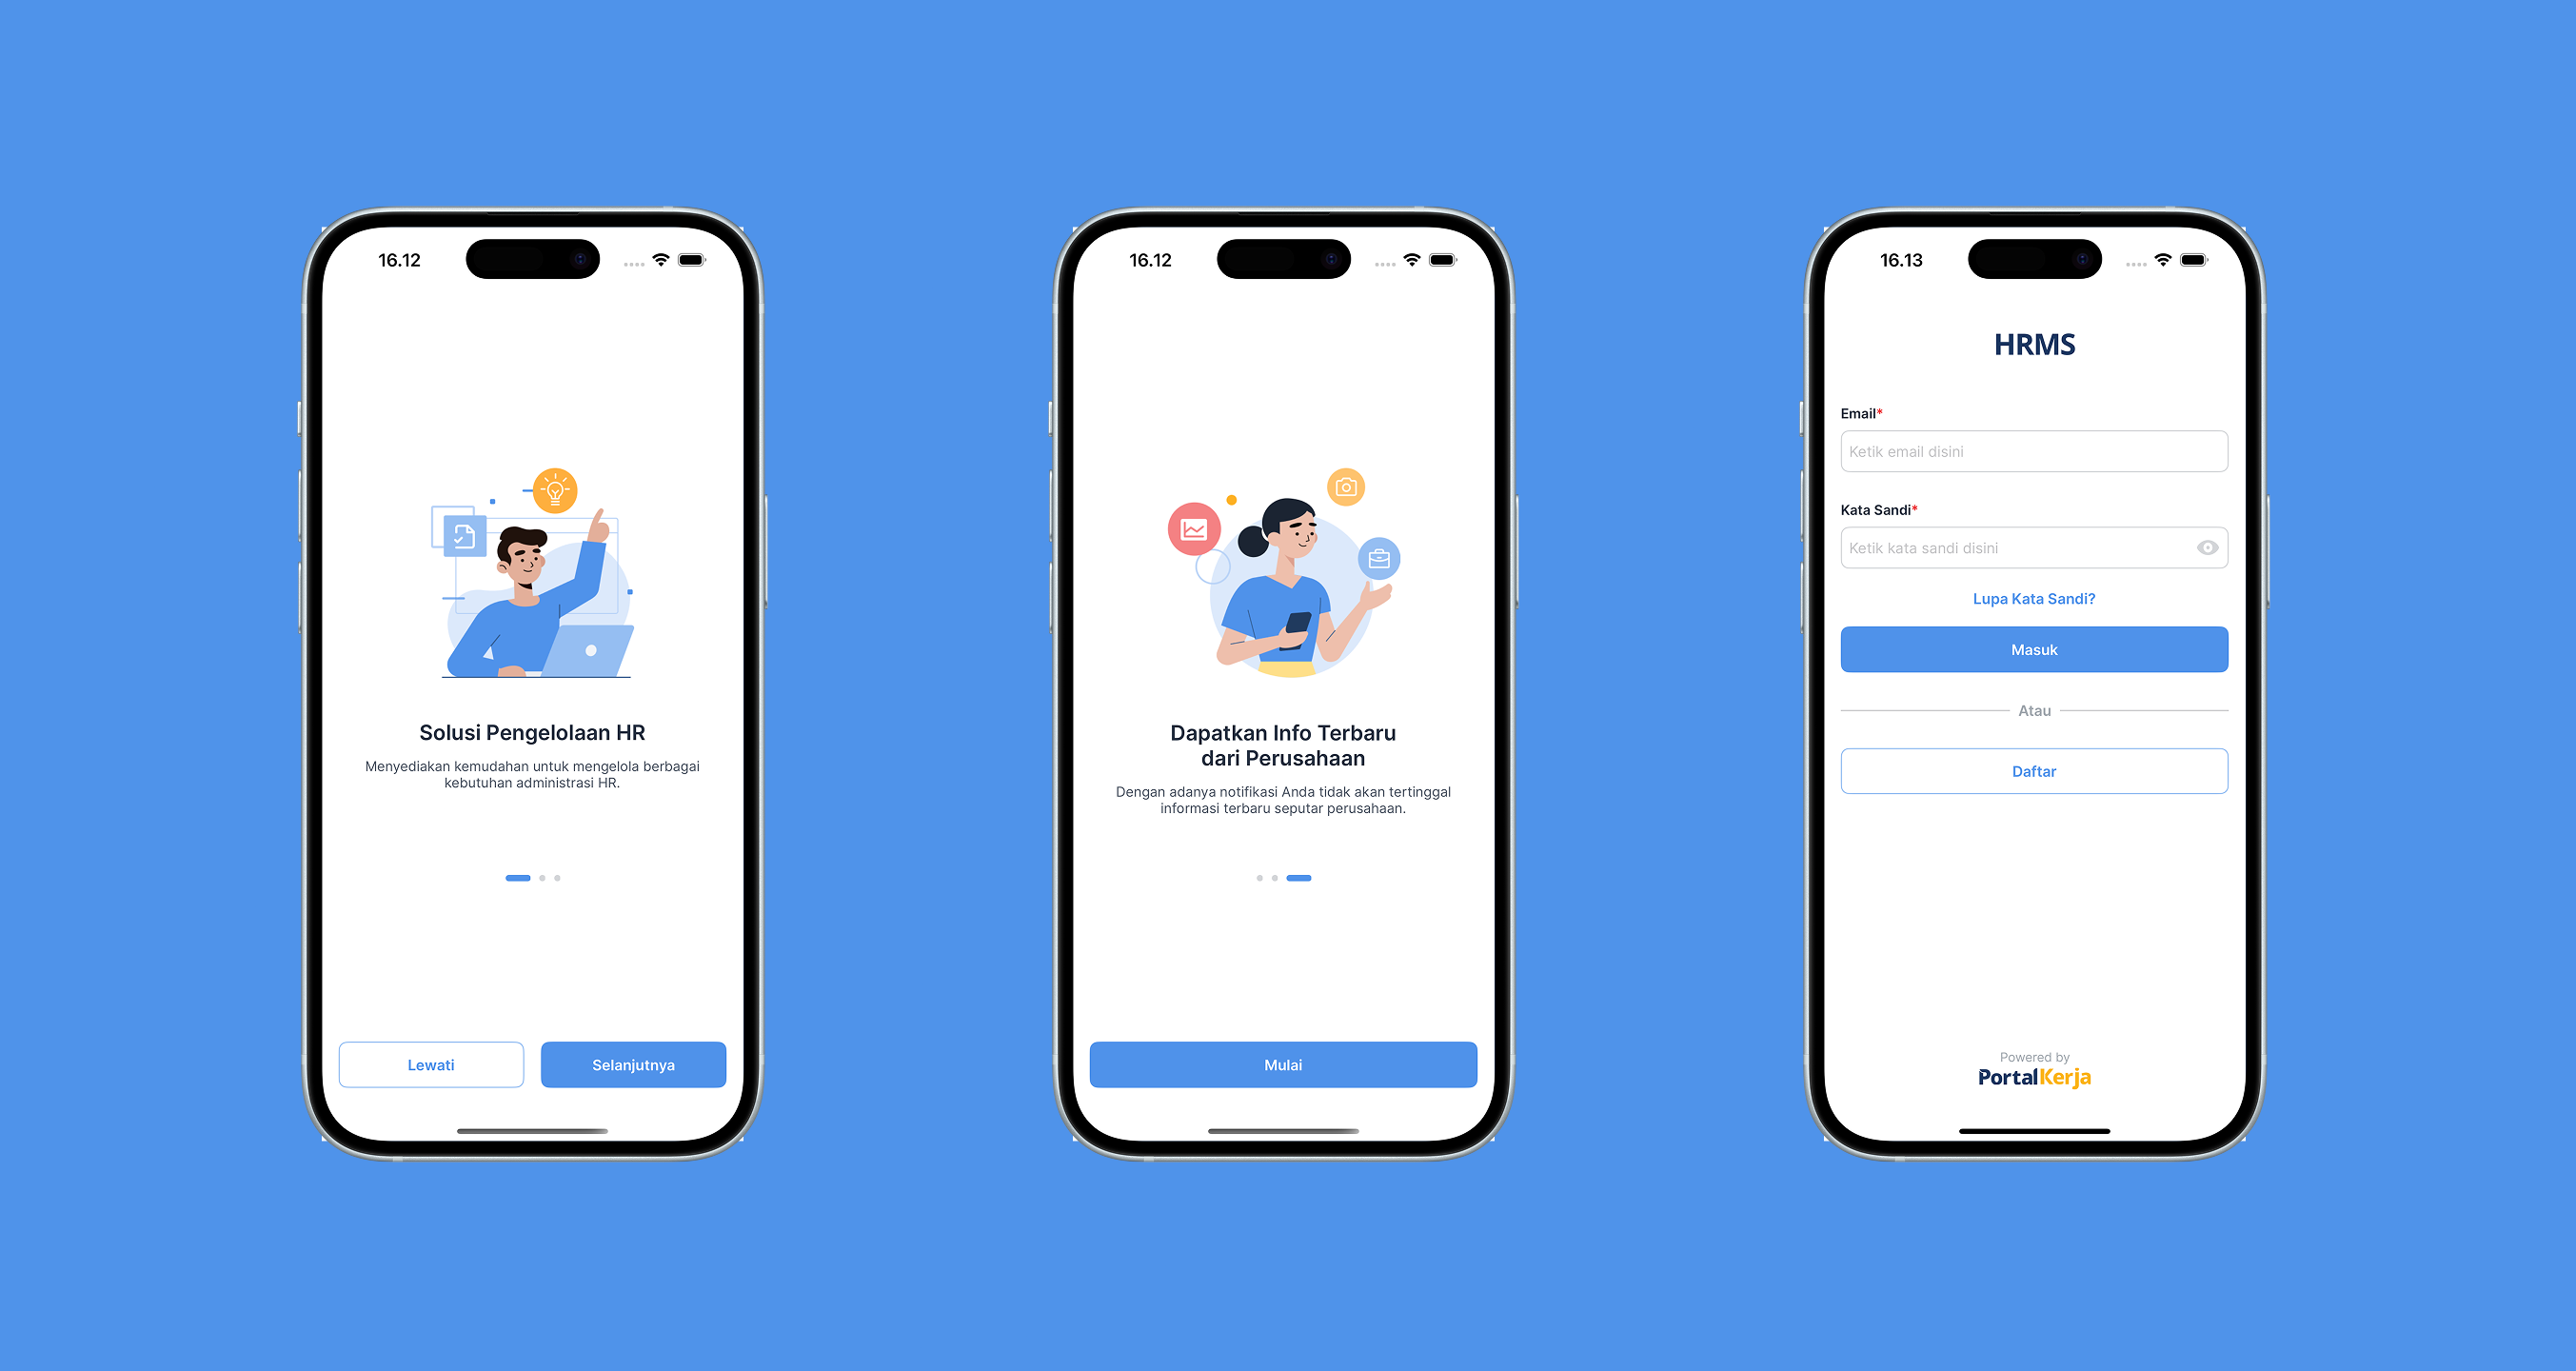 16.12
Solusi Pengelolaan HR
Menyediakan kemudahan untuk mengelola berbagai
kebutuhan administrasi HR.
Lewati
Selanjutnya
16.12
Dapatkan Info Terbaru
dari Perusahaan
Dengan adanya notifikasi Anda tidak akan tertinggal
informasi terbaru seputar perusahaan.
Mulai
16.13
HRMS
Email*
Ketik email disini
Kata Sandi*
Ketik kata sandi disini
Lupa Kata Sandi?
Masuk
Atau
Daftar
Powered by
PortalKerja